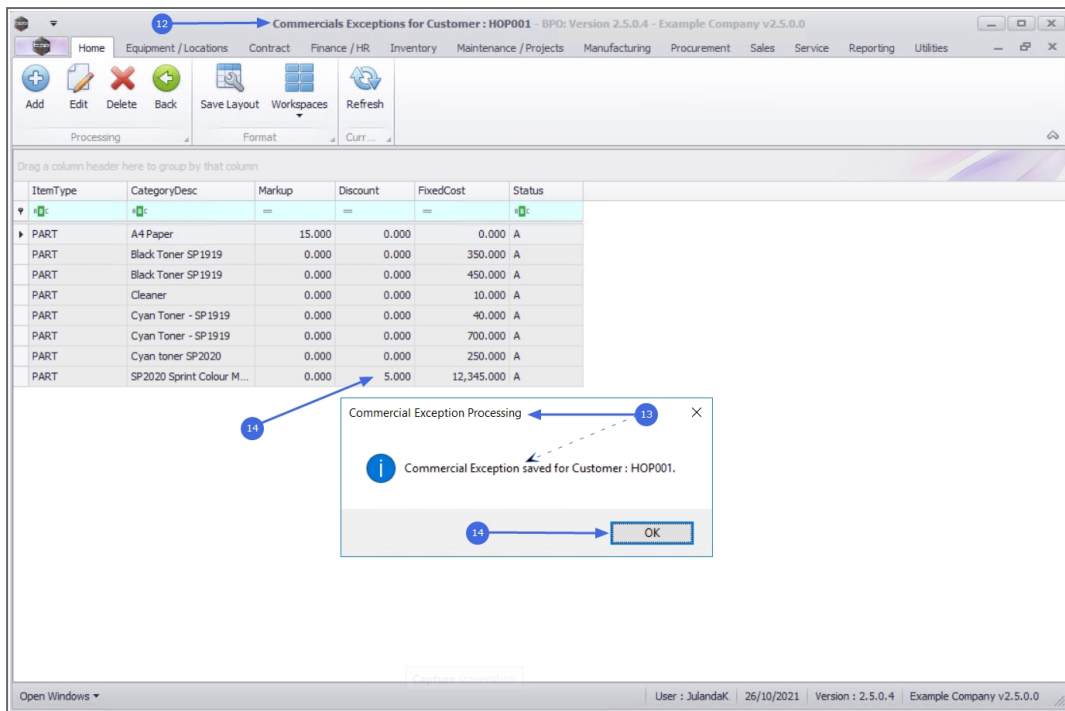 12
Commercials Exceptions for Customer : HOP001 - BPO: Version 2.5.0.4 - Example Company v2.5.0.0
Home Equipment / Locations Contract Finance / HR Inventory Maintenance / Projects Manufacturing Procurement Sales Service Reporting Utilities
Add Edit Delete Back Save Layout Workspaces Refresh
Processing Format Curr...
Drag a column header here to group by that column
ItemType CategoryDesc Markup Discount FixedCost Status
PART A4 Paper 15.000 0.000 0.000 A
PART Black Toner SP1919 0.000 0.000 350.000 A
PART Black Toner SP1919 0.000 0.000 450.000 A
PART Cleaner 0.000 0.000 10.000 A
PART Cyan Toner - SP1919 0.000 0.000 40.000 A
PART Cyan Toner - SP1919 0.000 0.000 700.000 A
PART Cyan toner SP2020 0.000 0.000 250.000 A
PART SP2020 Sprint Colour M... 0.000 5.000 12,345.000 A
14
Commercial Exception Processing 13
Commercial Exception saved for Customer : HOP001.
14 OK
Open Windows User : JulandaK 26/10/2021 Version : 2.5.0.4 Example Company v2.5.0.0